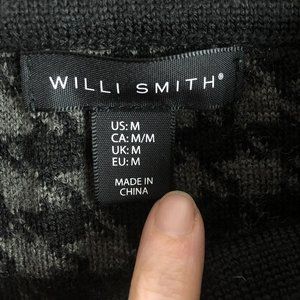 WILLI SMITH®
US: M
CA: M/M
UK: M
EU: M
MADE IN
CHINA